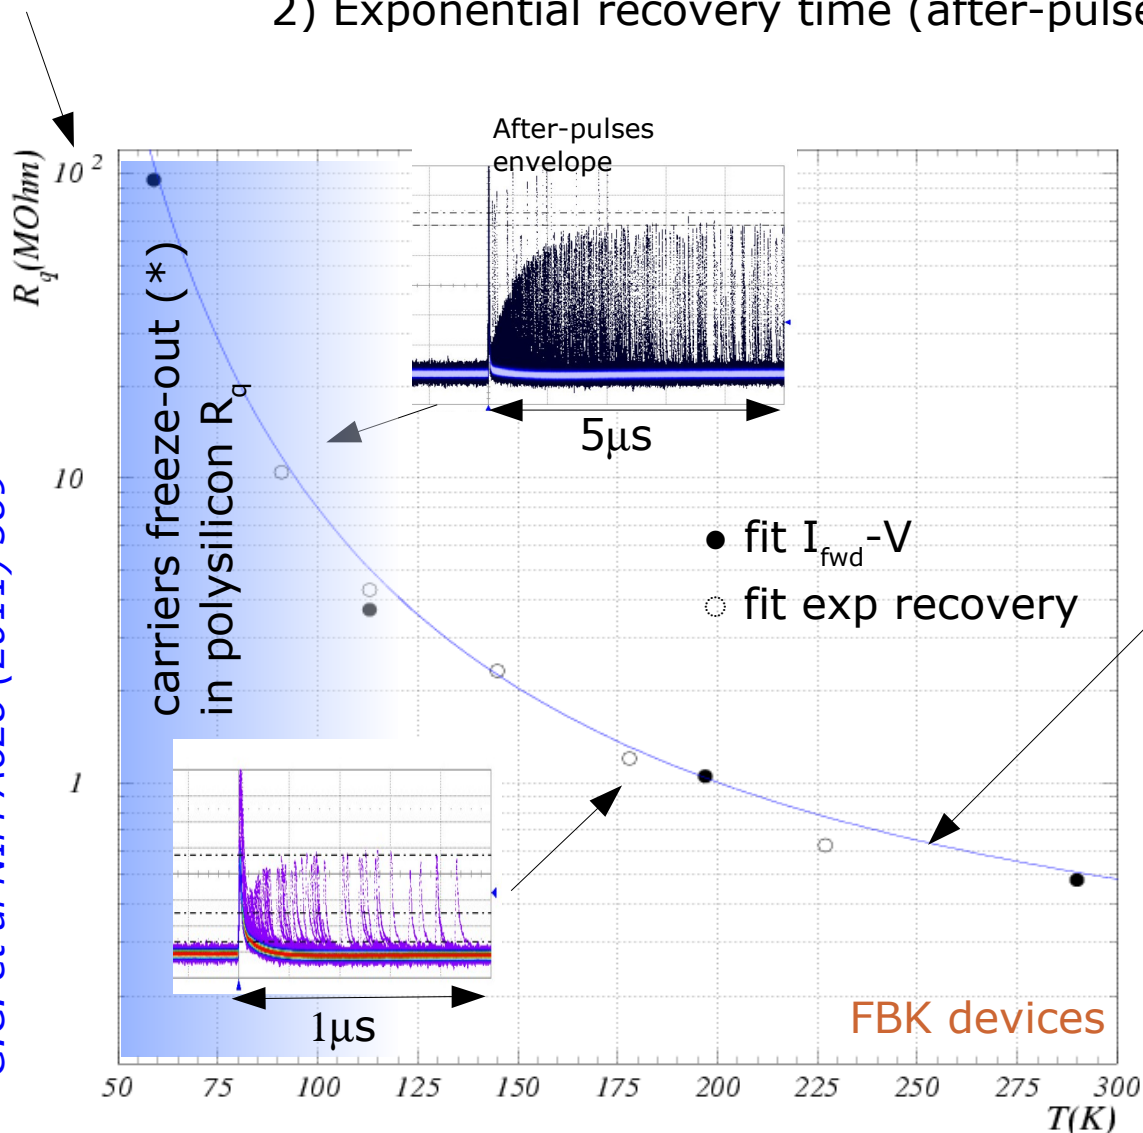 2) Exponential recovery time (after-pulse
After-pulses
envelope
R_q(MOhm)
10²
10
1
carriers freeze-out (*)
in polysilicon R_q
5μs
● fit I_fwd-V
○ fit exp recovery
1μs
FBK devices
50 75 100 125 150 175 200 225 250 275 300
T(K)